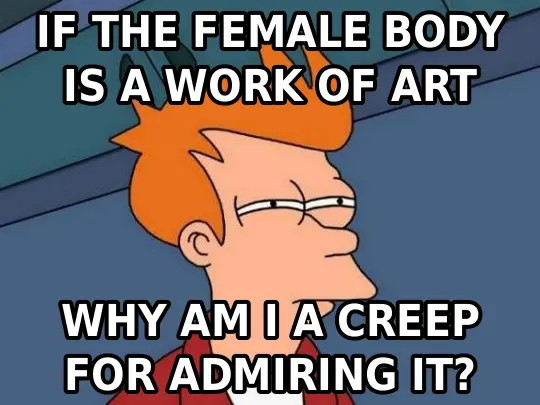 IF THE FEMALE BODY
IS A WORK OF ART
WHY AM I A CREEP
FOR ADMIRING IT?